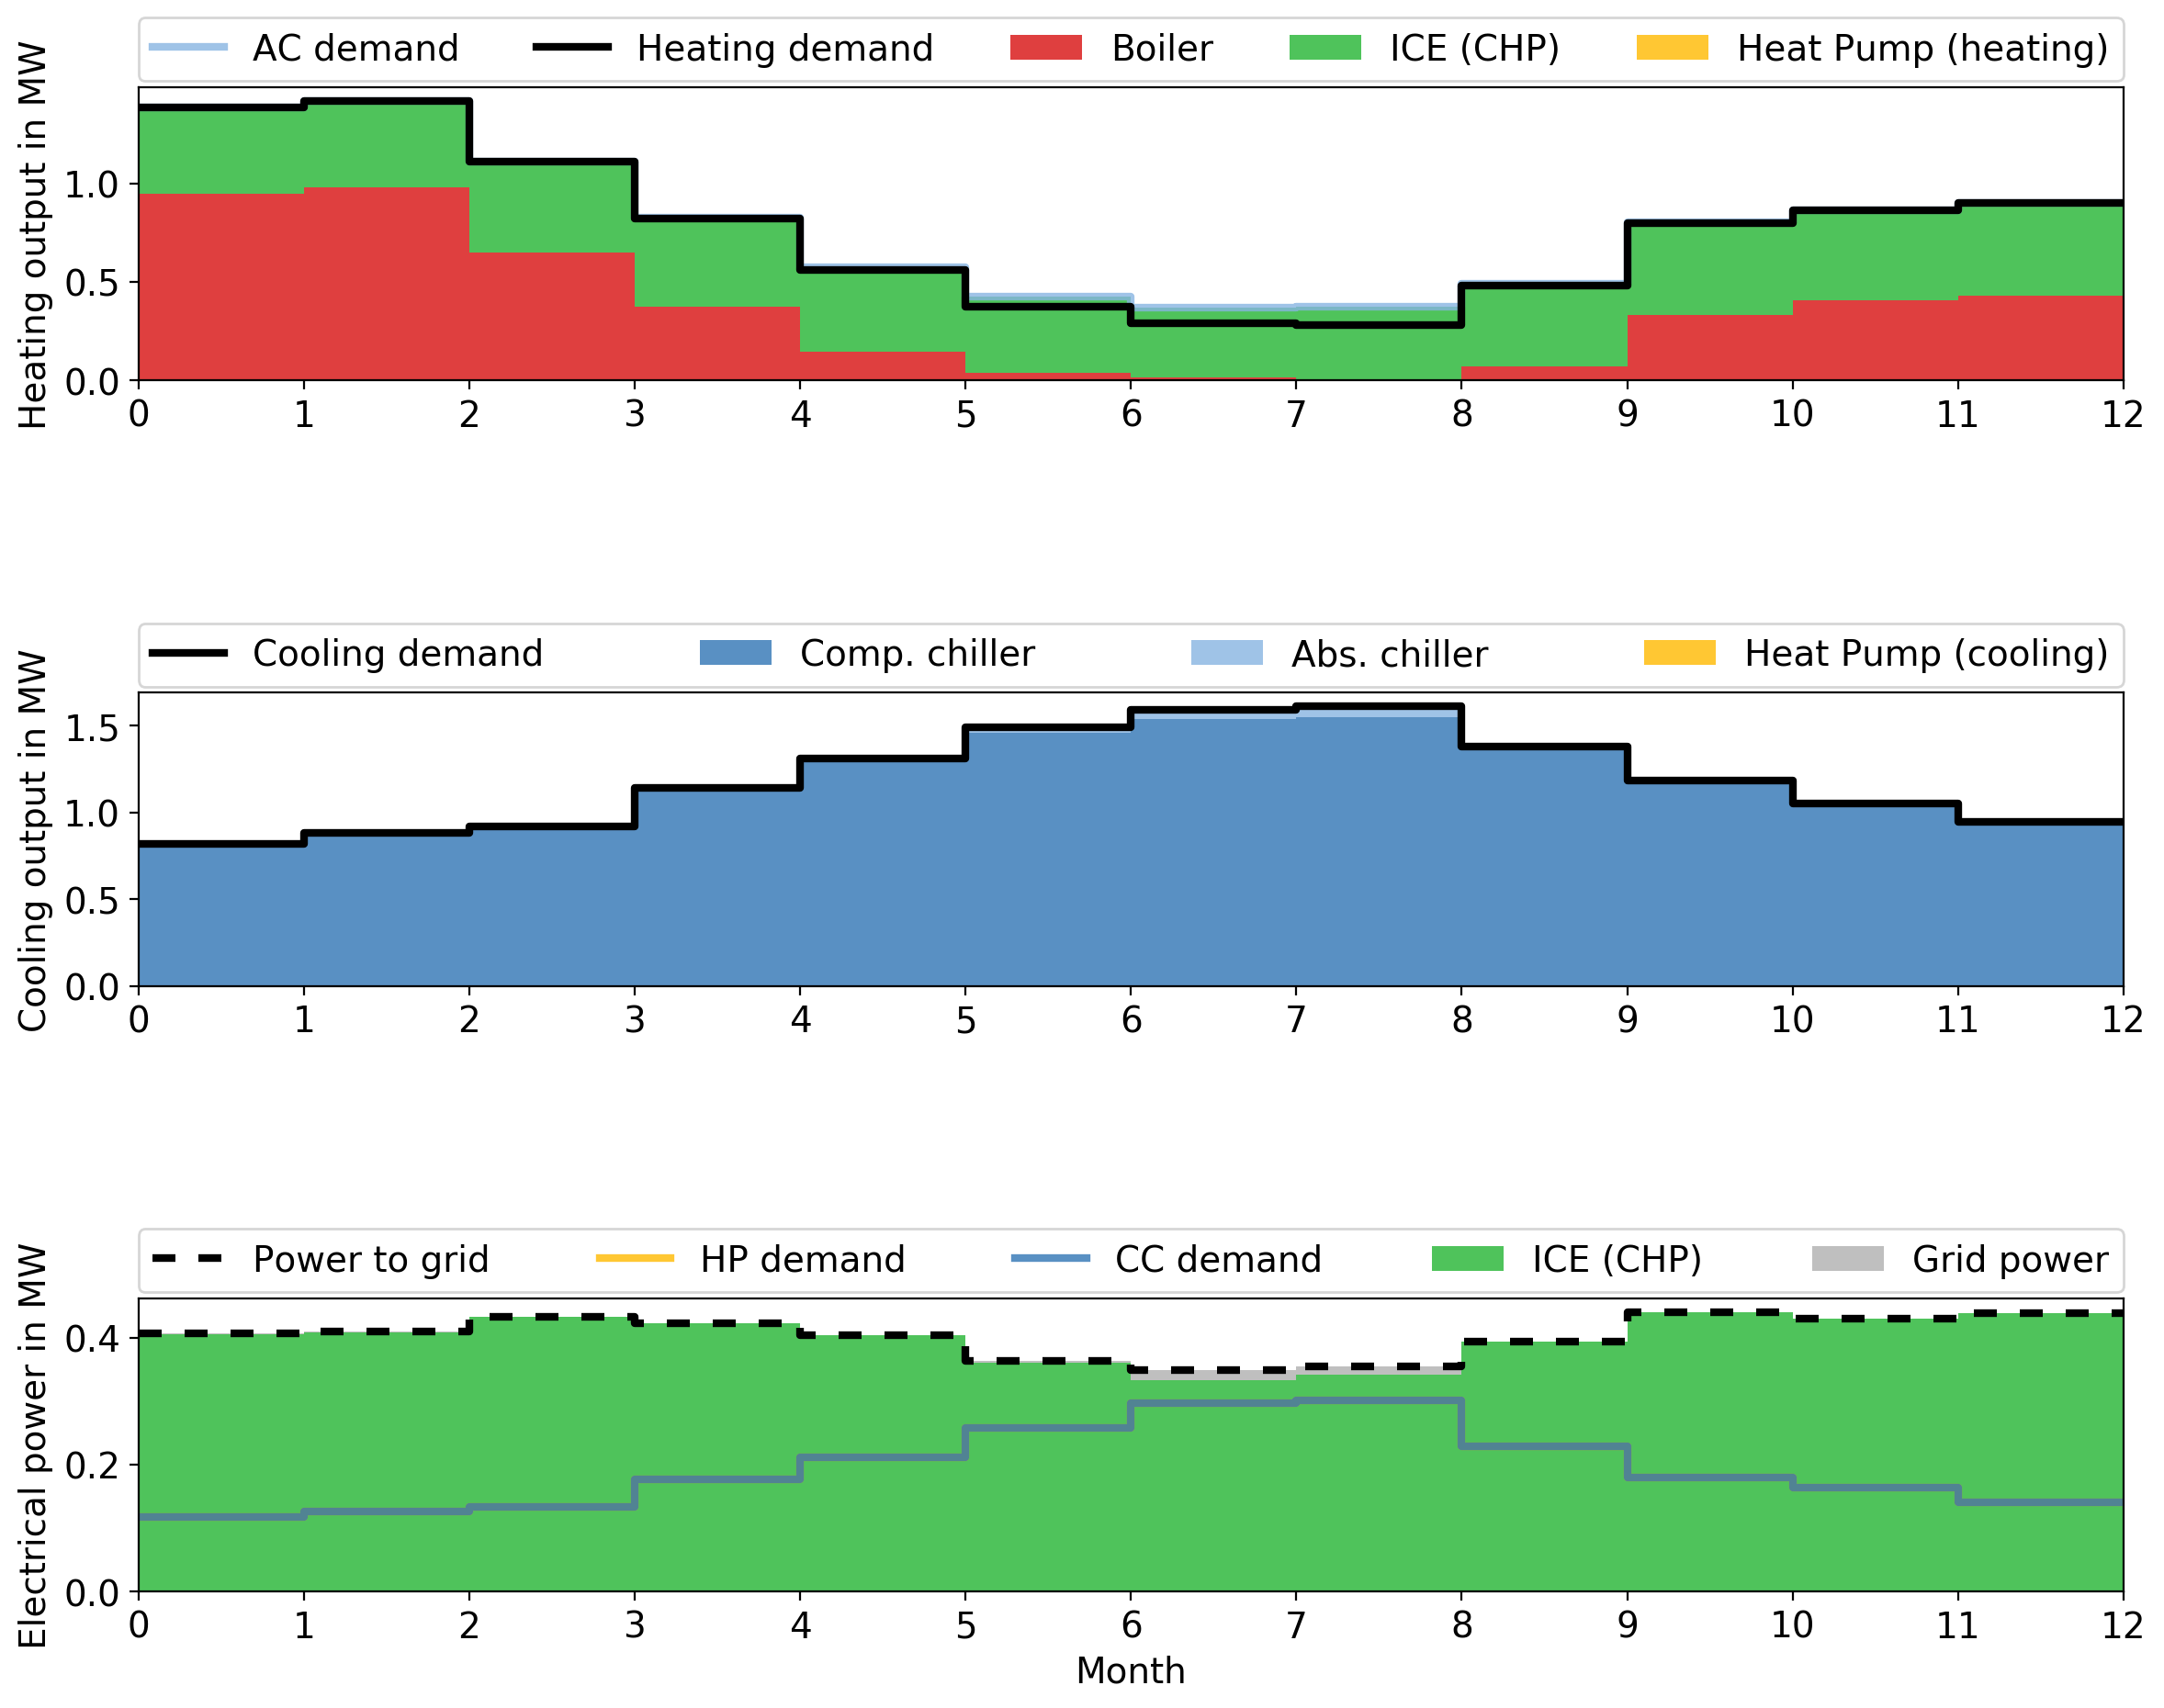 AC demand Heating demand Boiler ICE (CHP) Heat Pump (heating)
Heating output in MW
1.0
0.5
0.0
0 1 2 3 4 5 6 7 8 9 10 11 12
Cooling demand Comp. chiller Abs. chiller Heat Pump (cooling)
Cooling output in MW
1.5
1.0
0.5
0.0
0 1 2 3 4 5 6 7 8 9 10 11 12
Power to grid HP demand CC demand ICE (CHP) Grid power
Electrical power in MW
0.4
0.2
0.0
0 1 2 3 4 5 6 7 8 9 10 11 12
Month